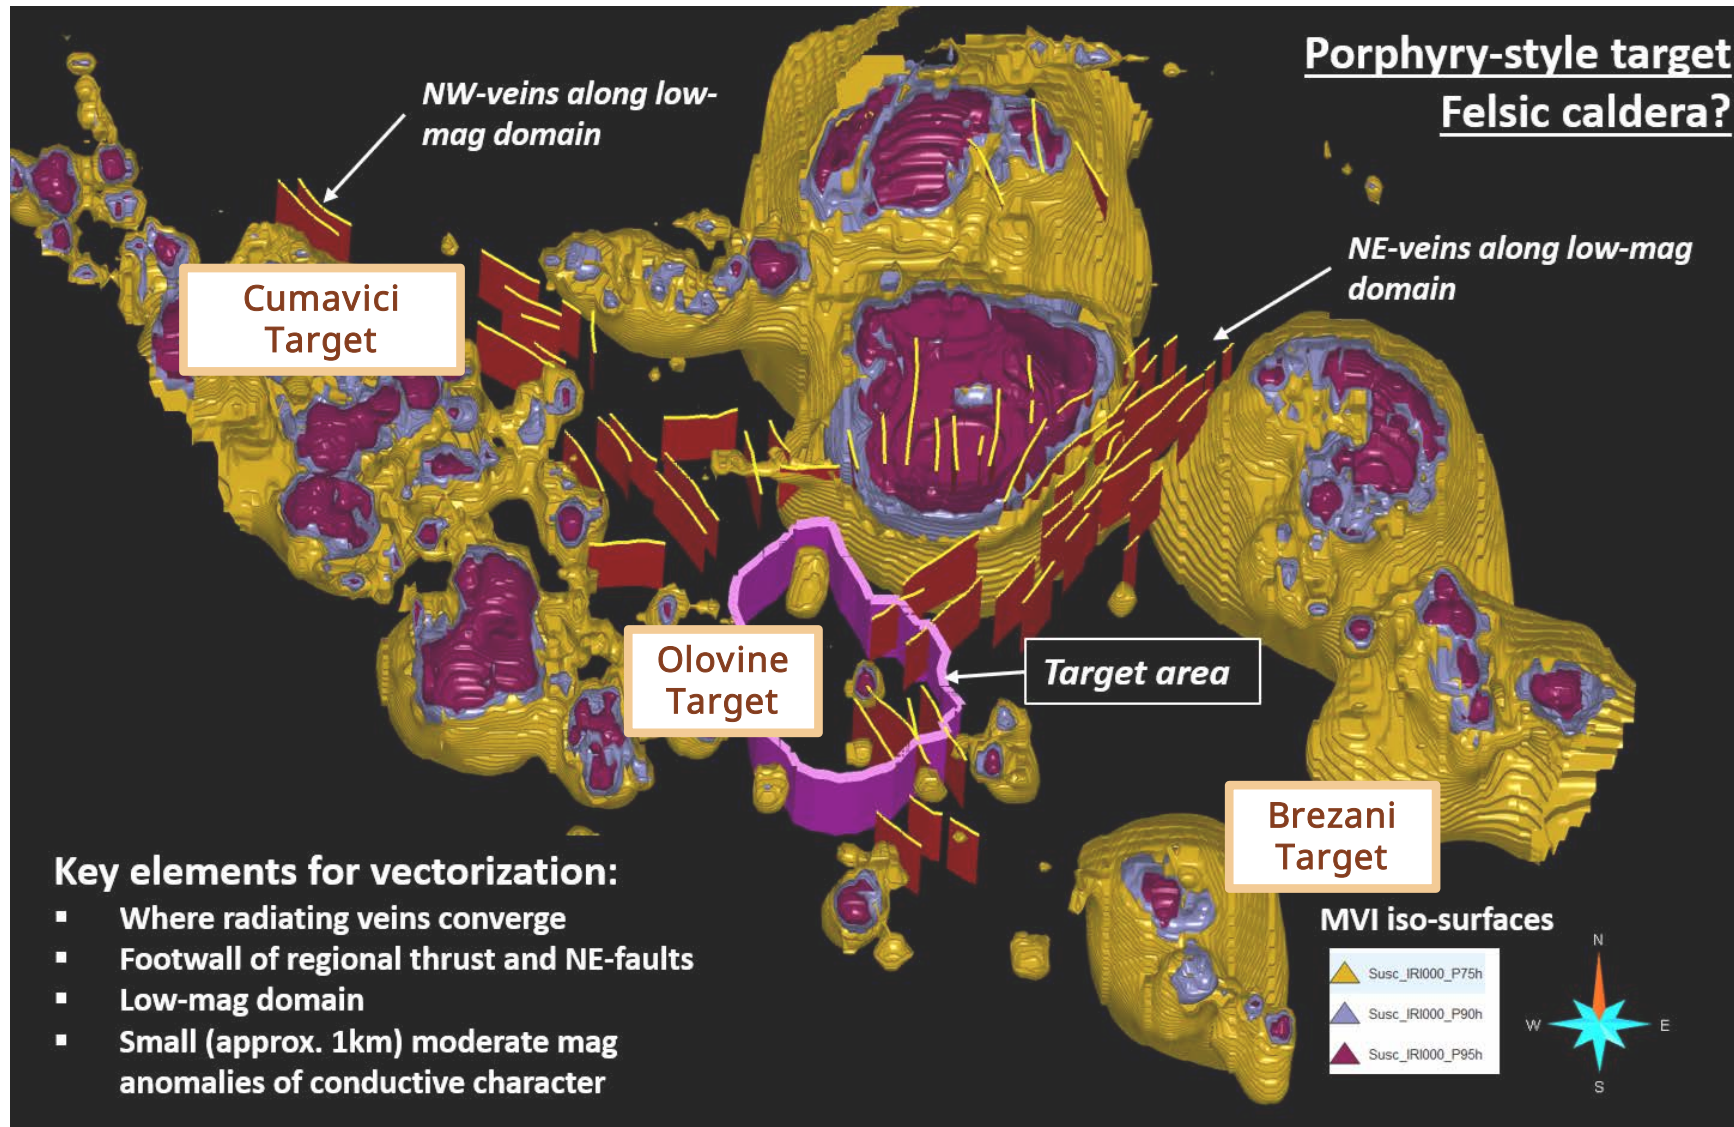 Porphyry-style target
Felsic caldera?
NW-veins along low-
mag domain
NE-veins along low-mag
domain
Cumavici
Target
Olovine
Target
Target area
Brezani
Target
Key elements for vectorization:
▪ Where radiating veins converge
▪ Footwall of regional thrust and NE-faults
▪ Low-mag domain
▪ Small (approx. 1km) moderate mag
anomalies of conductive character
MVI iso-surfaces
Susc_IRI000_P75h
Susc_IRI000_P90h
Susc_IRI000_P95h
N
W
E
S